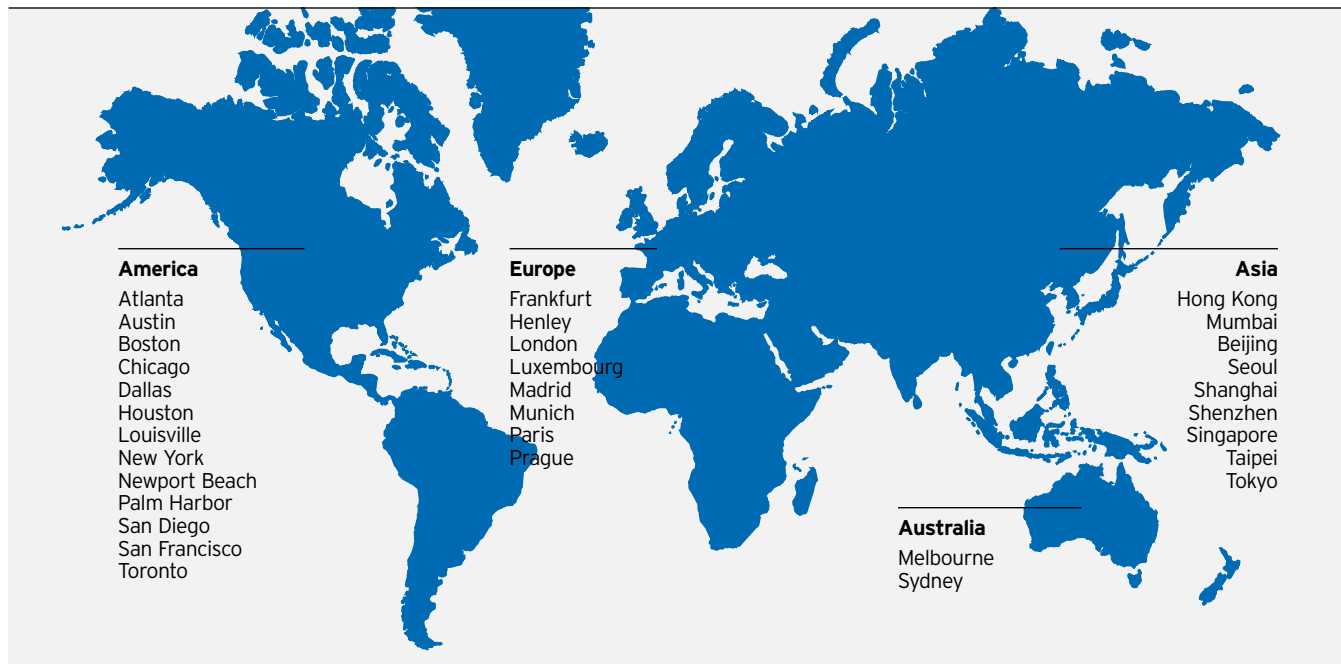 America
Atlanta
Austin
Boston
Chicago
Dallas
Houston
Louisville
New York
Newport Beach
Palm Harbor
San Diego
San Francisco
Toronto
Europe
Frankfurt
Henley
London
Luxembourg
Madrid
Munich
Paris
Prague
Asia
Hong Kong
Mumbai
Beijing
Seoul
Shanghai
Shenzhen
Singapore
Taipei
Tokyo
Australia
Melbourne
Sydney